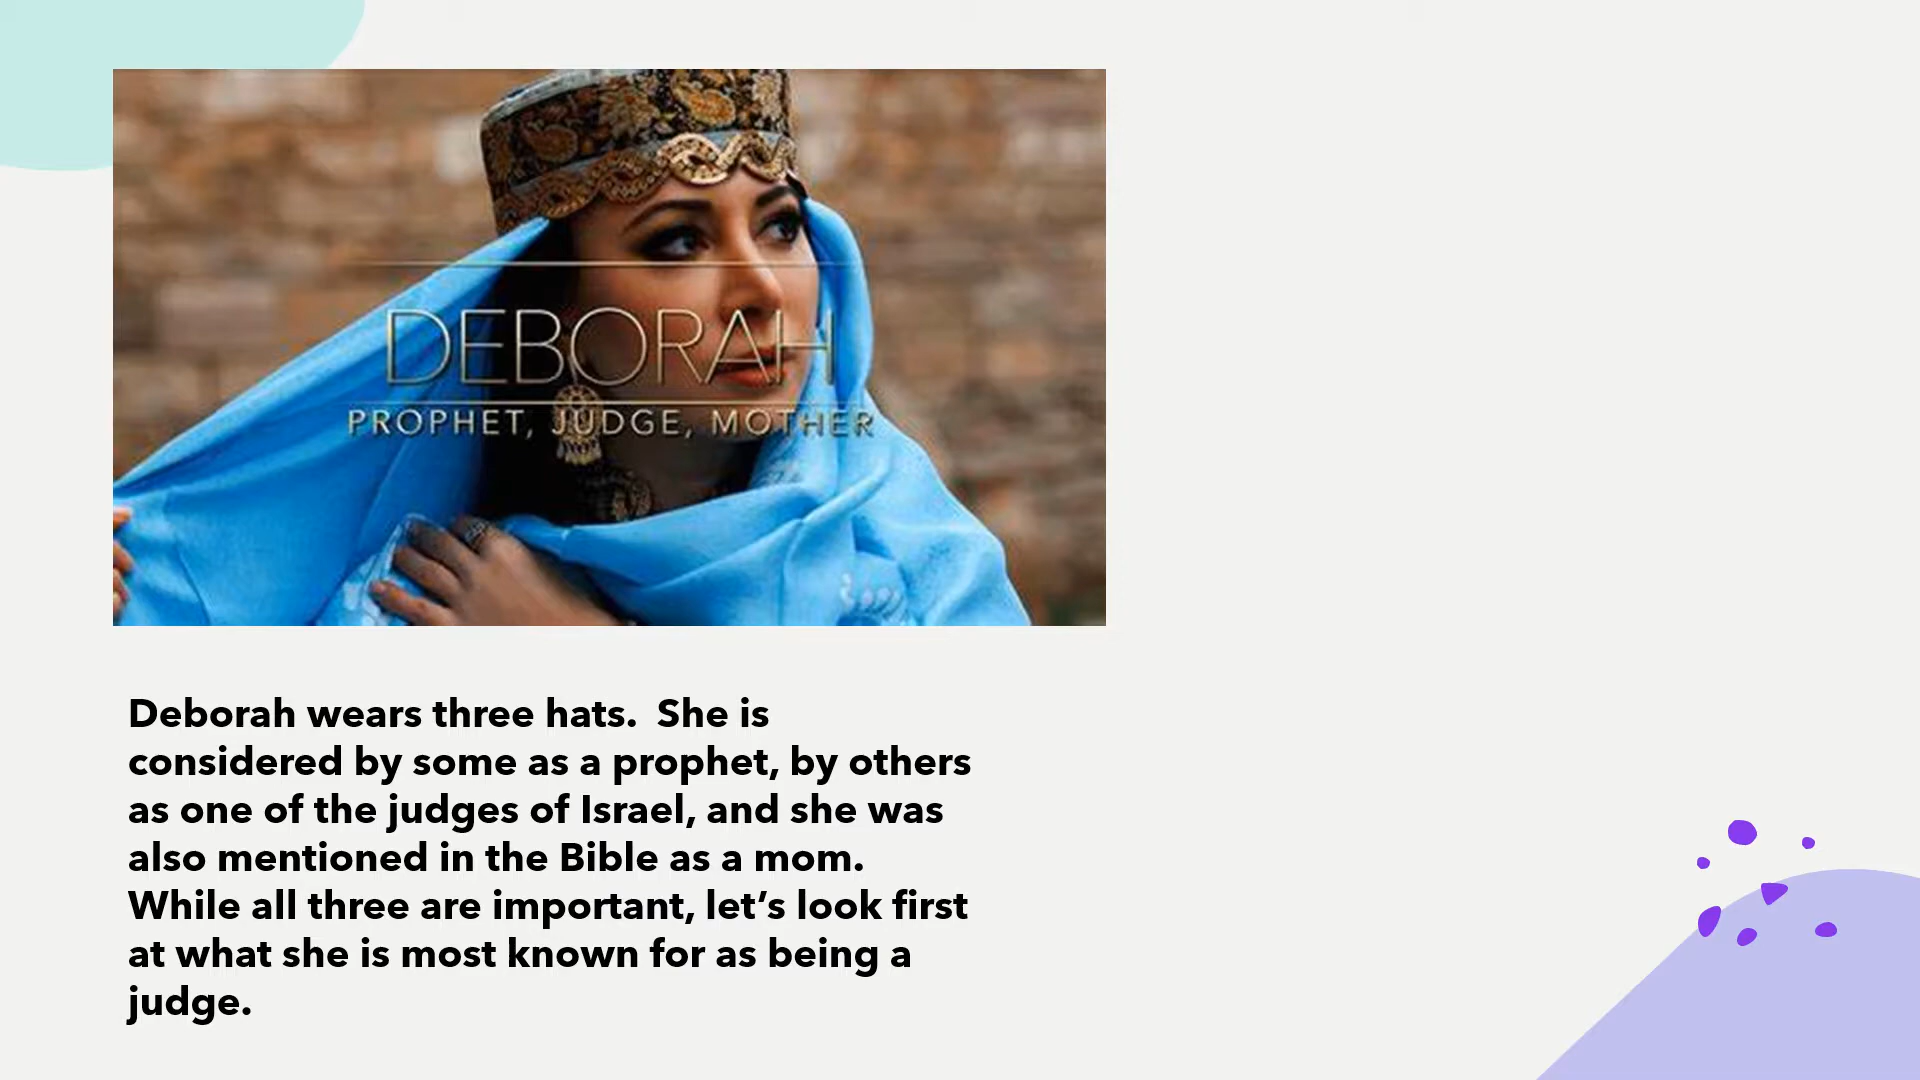 DEBORAH
PROPHET, JUDGE, MOTHER
Deborah wears three hats.  She is
considered by some as a prophet, by others
as one of the judges of Israel, and she was
also mentioned in the Bible as a mom.
While all three are important, let’s look first
at what she is most known for as being a
judge.